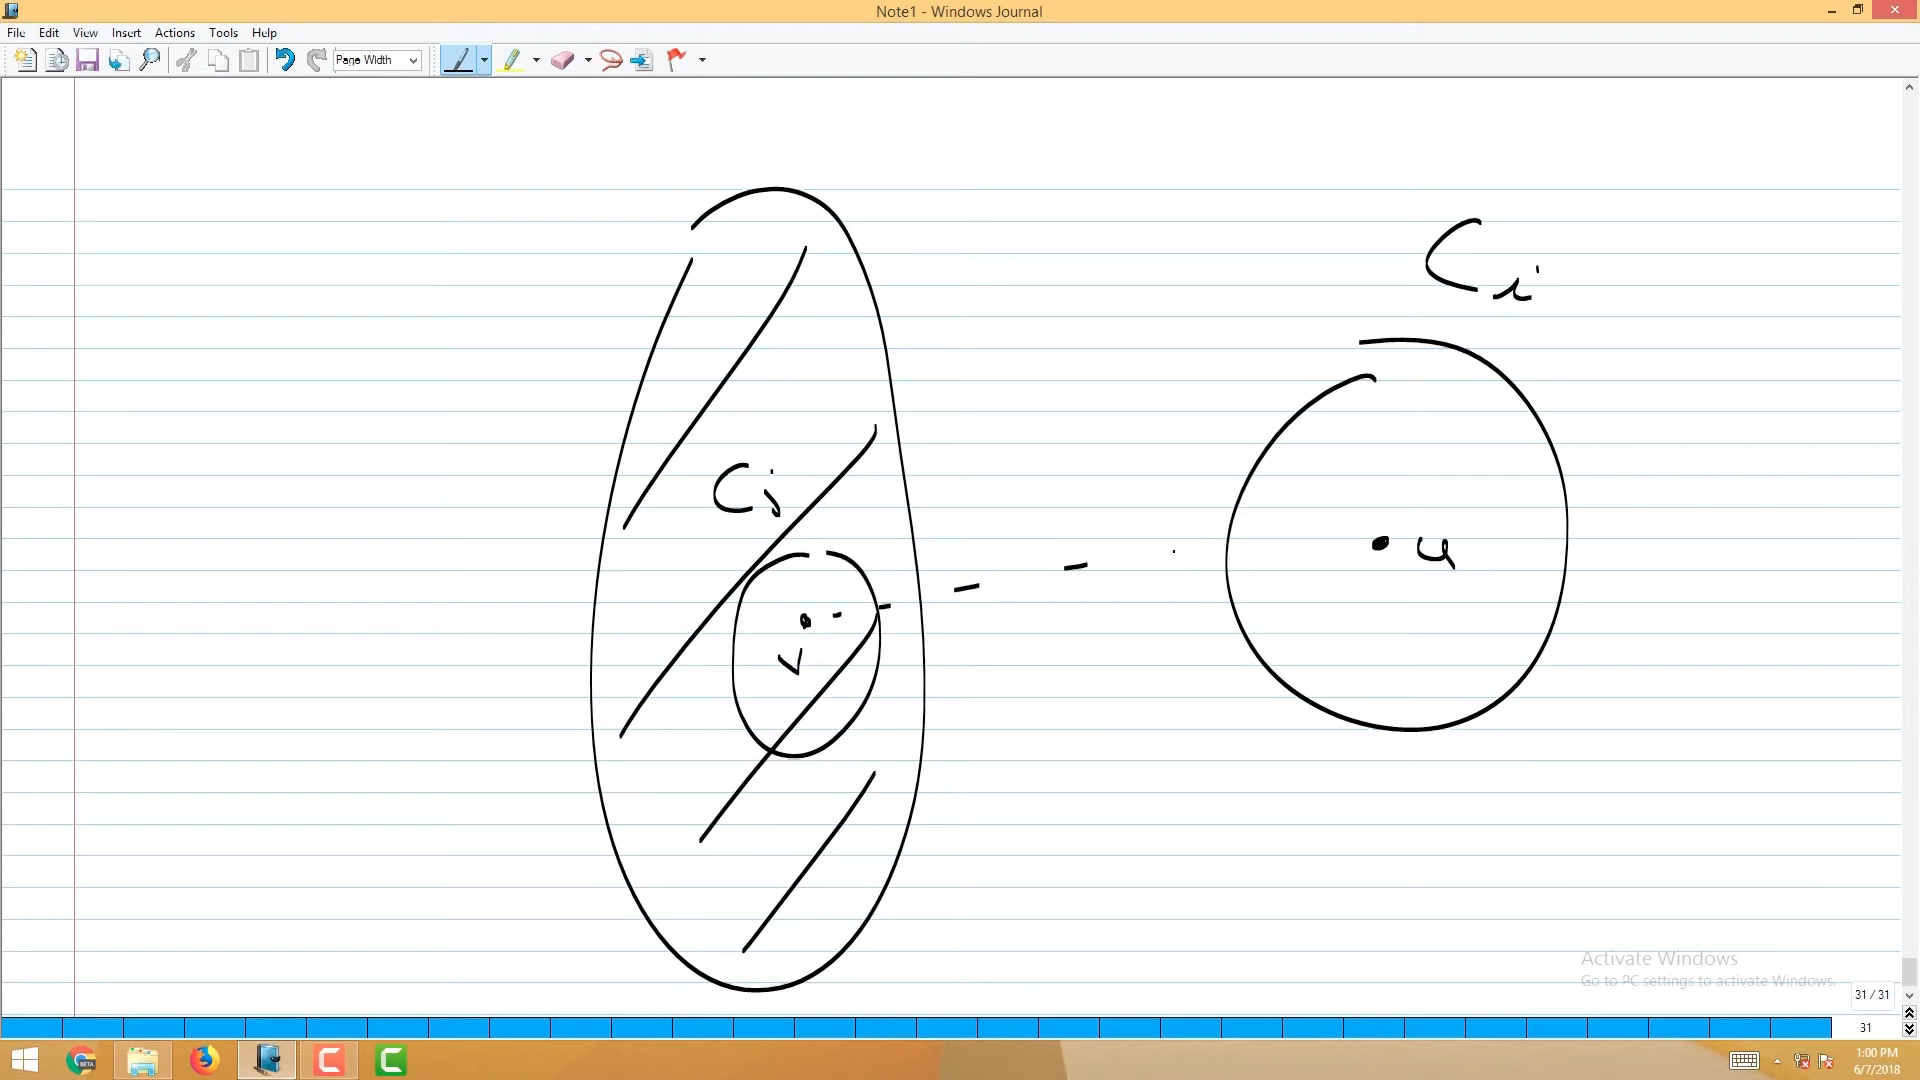 Note1 - Windows Journal
File Edit View Insert Actions Tools Help
Page Width
Ci
Cj
u
v
Activate Windows
Go to PC settings to activate Windows.
31 / 31
31
BETA
1:00 PM
6/7/2018